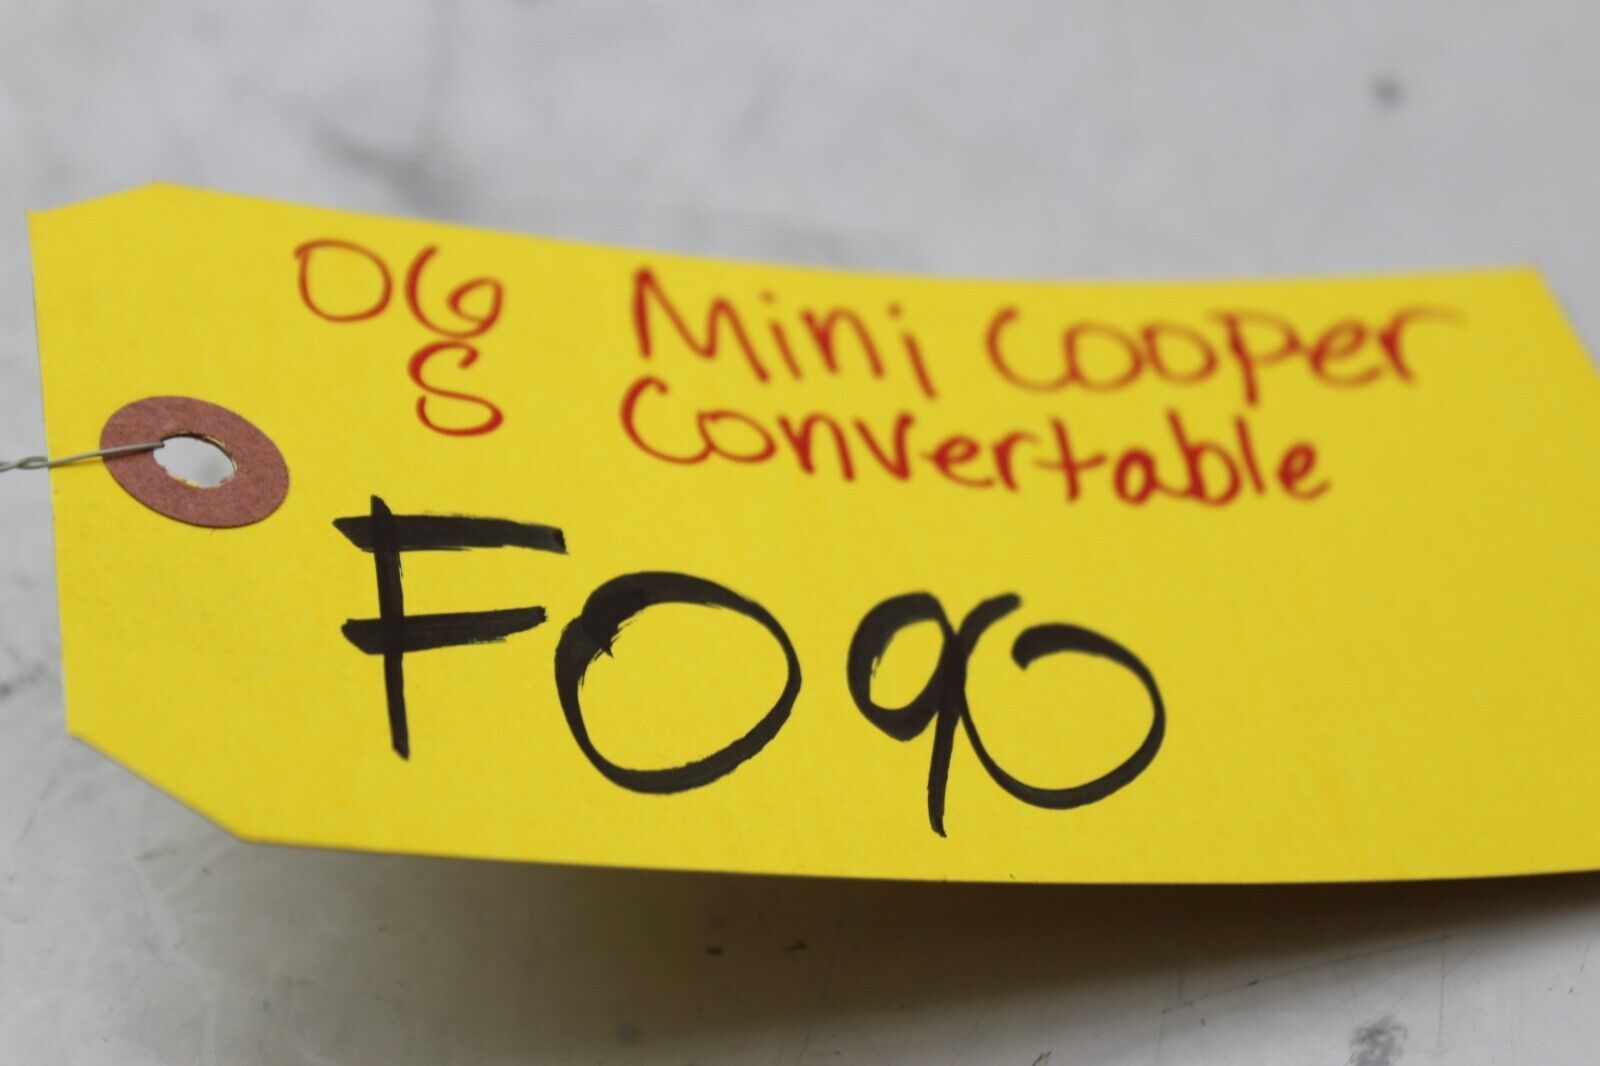 06 Mini Cooper
S Convertable
F090